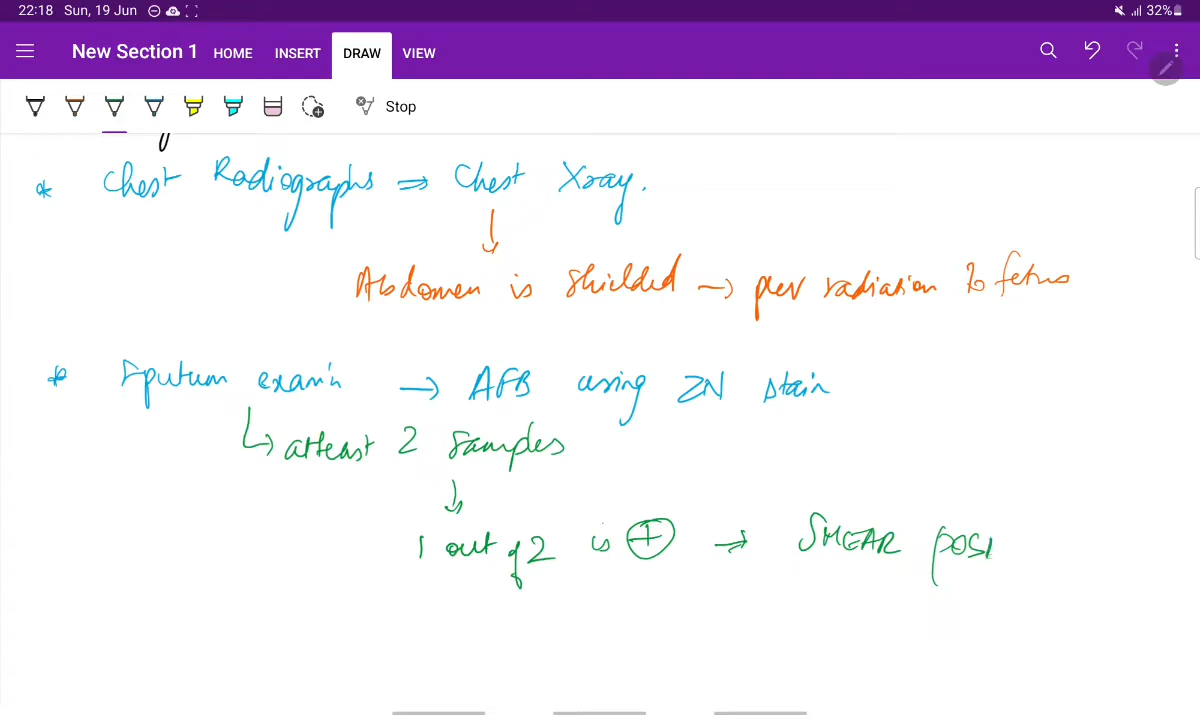 22:18 Sun, 19 Jun 32%
New Section 1 HOME INSERT DRAW VIEW
Stop
* Chest Radiographs ⇒ Chest Xray.
↓
Abdomen is shielded → prev radiation to fetus
* Sputum exam'n → AFB using ZN stain
↳ atleast 2 samples
↓
1 out of 2 is ⊕ → SMEAR POSI